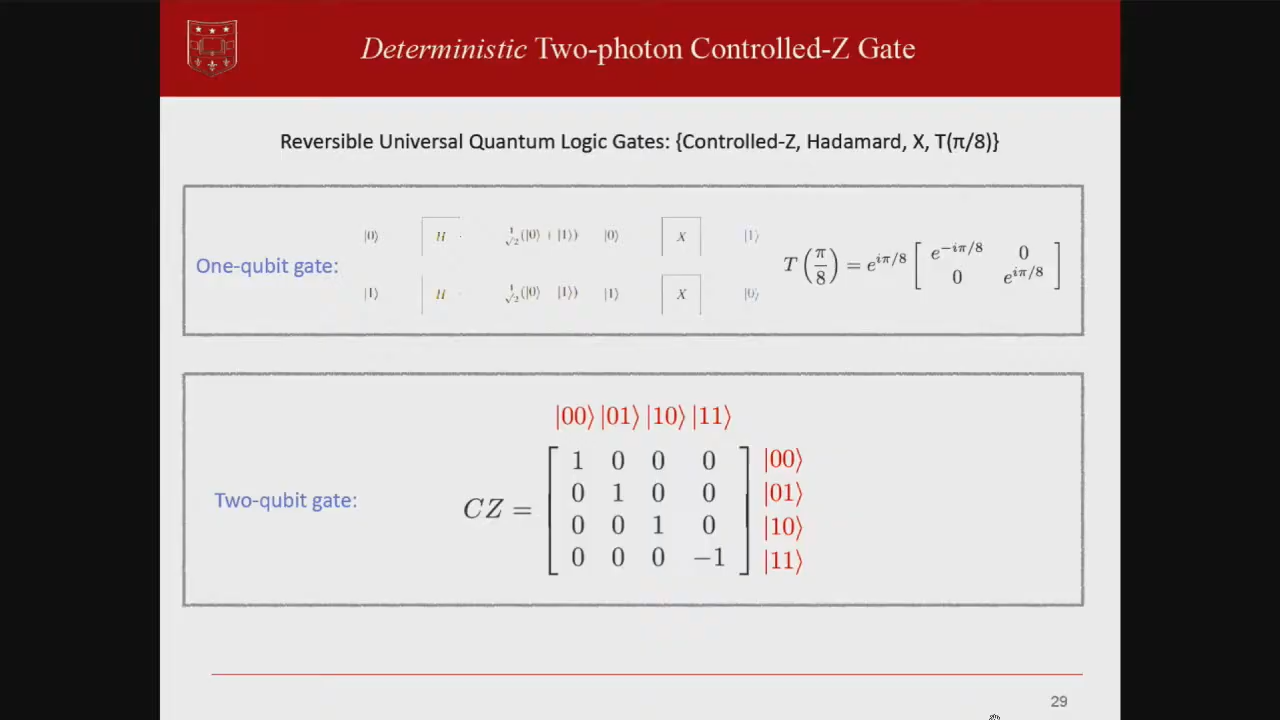 Deterministic Two-photon Controlled-Z Gate
Reversible Universal Quantum Logic Gates: {Controlled-Z, Hadamard, X, T(π/8)}
One-qubit gate:
|0⟩ H 1/√2(|0⟩ + |1⟩) |0⟩ X |1⟩
|1⟩ H 1/√2(|0⟩ |1⟩) |1⟩ X |0⟩
T(π/8) = e^{iπ/8} [ e^{-iπ/8} 0
0 e^{iπ/8} ]
Two-qubit gate:
|00⟩ |01⟩ |10⟩ |11⟩
CZ =
1 0 0 0 |00⟩
0 1 0 0 |01⟩
0 0 1 0 |10⟩
0 0 0 −1 |11⟩
29